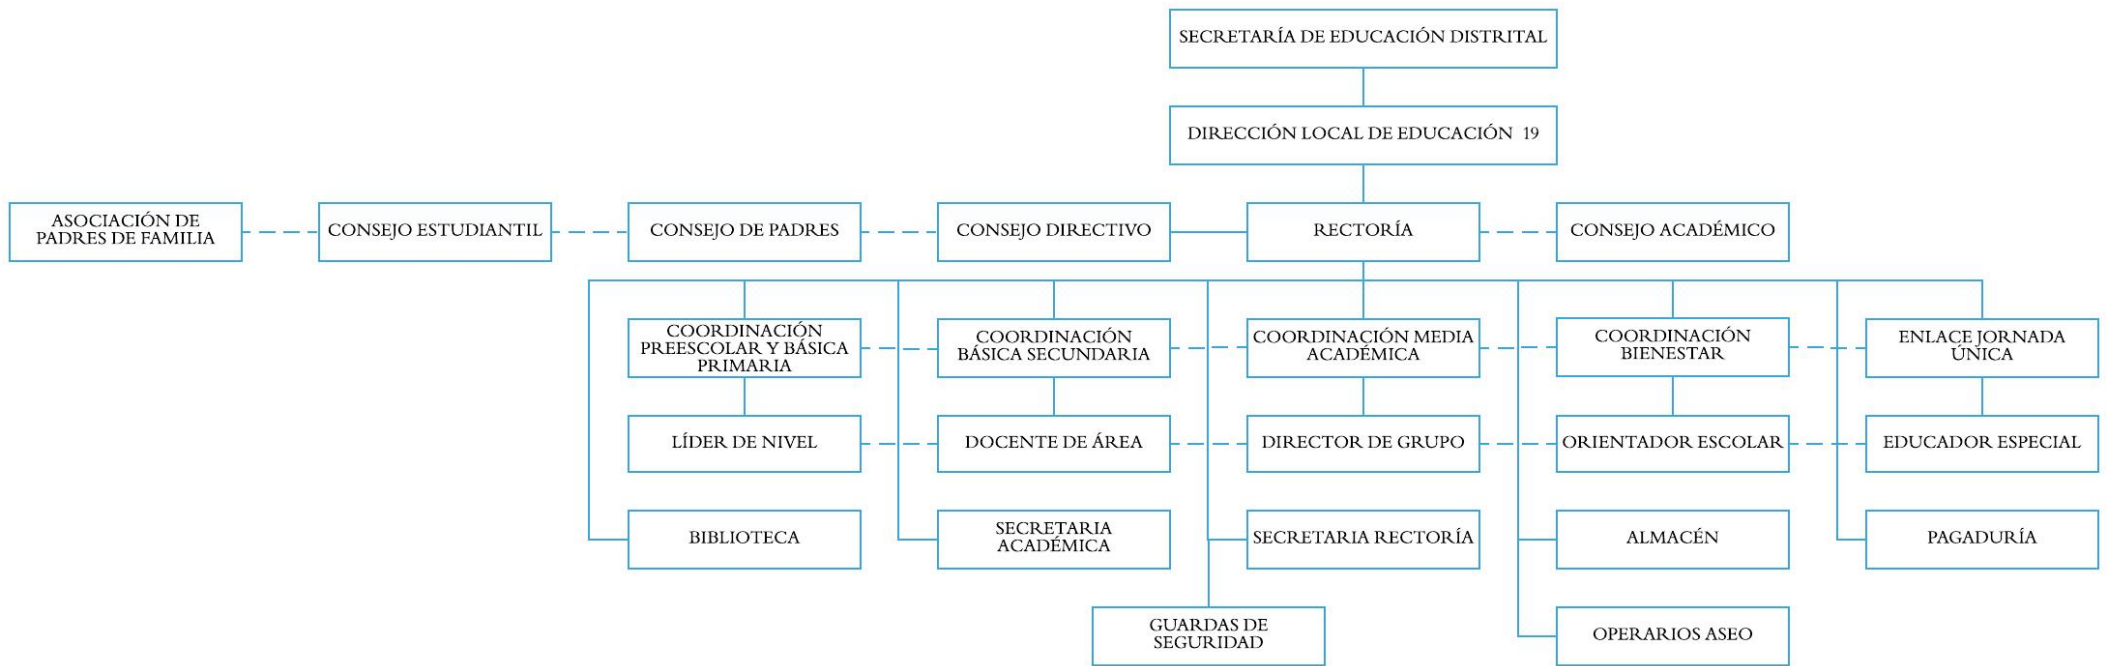 SECRETARÍA DE EDUCACIÓN DISTRITAL
DIRECCIÓN LOCAL DE EDUCACIÓN 19
ASOCIACIÓN DE
PADRES DE FAMILIA
CONSEJO ESTUDIANTIL
CONSEJO DE PADRES
CONSEJO DIRECTIVO
RECTORÍA
CONSEJO ACADÉMICO
COORDINACIÓN
PREESCOLAR Y BÁSICA
PRIMARIA
COORDINACIÓN
BÁSICA SECUNDARIA
COORDINACIÓN MEDIA
ACADÉMICA
COORDINACIÓN
BIENESTAR
ENLACE JORNADA
ÚNICA
LÍDER DE NIVEL
DOCENTE DE ÁREA
DIRECTOR DE GRUPO
ORIENTADOR ESCOLAR
EDUCADOR ESPECIAL
BIBLIOTECA
SECRETARIA
ACADÉMICA
SECRETARIA RECTORÍA
ALMACÉN
PAGADURÍA
GUARDAS DE
SEGURIDAD
OPERARIOS ASEO